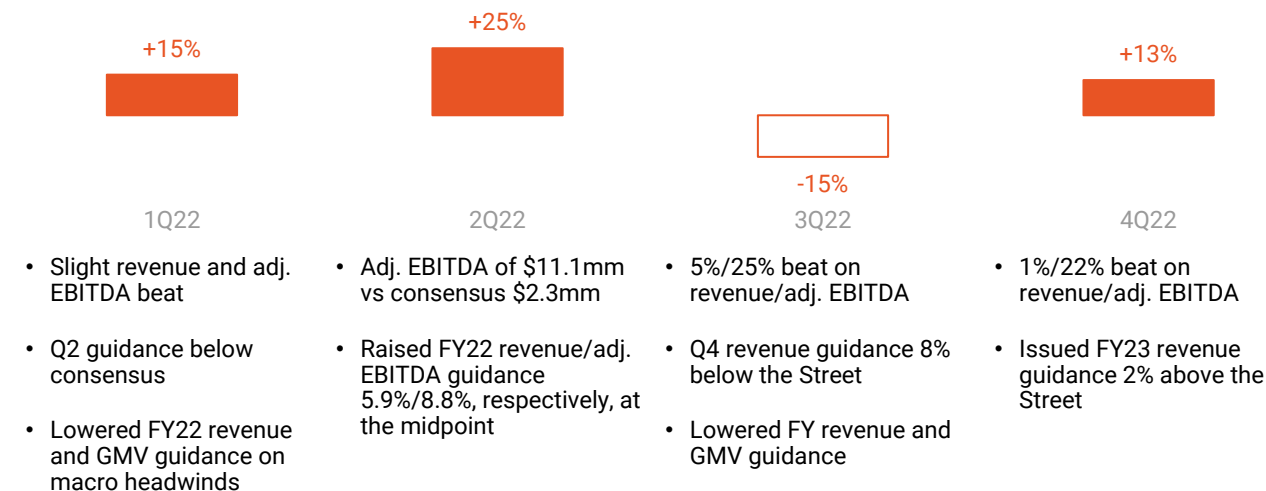 +15%
+25%
-15%
+13%
1Q22
2Q22
3Q22
4Q22
• Slight revenue and adj.
EBITDA beat
• Q2 guidance below
consensus
• Lowered FY22 revenue
and GMV guidance on
macro headwinds
• Adj. EBITDA of $11.1mm
vs consensus $2.3mm
• Raised FY22 revenue/adj.
EBITDA guidance
5.9%/8.8%, respectively, at
the midpoint
• 5%/25% beat on
revenue/adj. EBITDA
• Q4 revenue guidance 8%
below the Street
• Lowered FY revenue and
GMV guidance
• 1%/22% beat on
revenue/adj. EBITDA
• Issued FY23 revenue
guidance 2% above the
Street